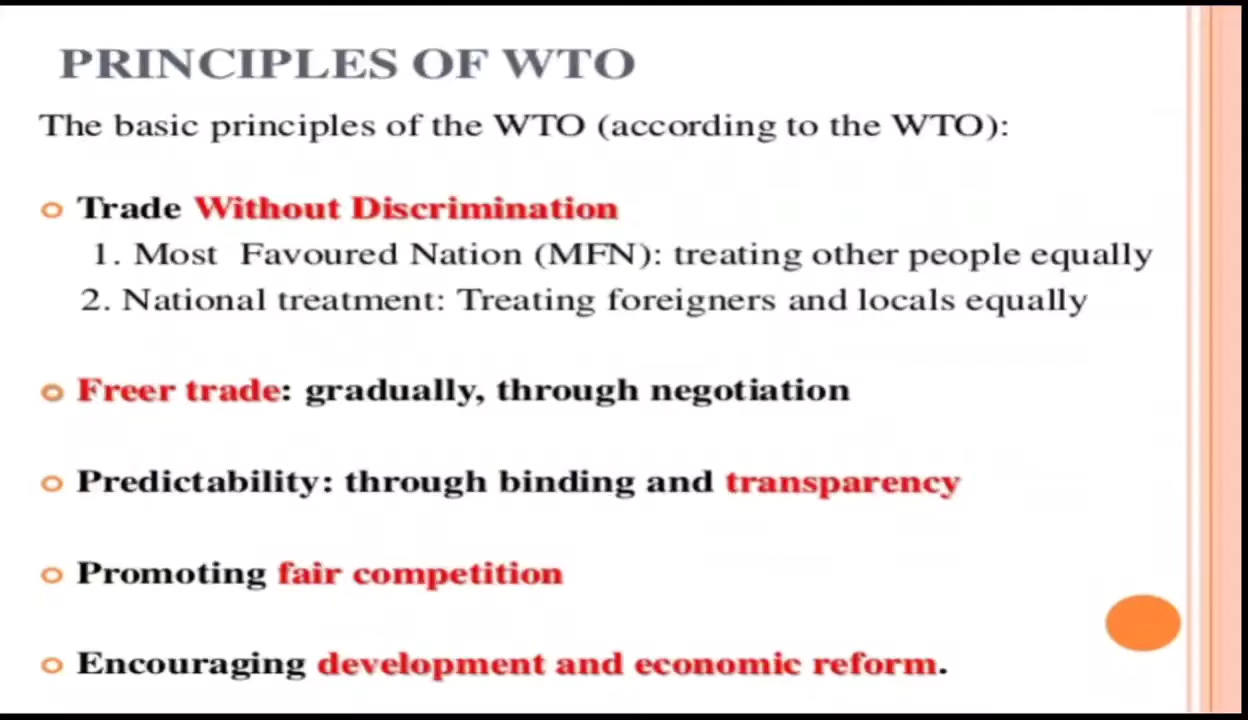 PRINCIPLES OF WTO
The basic principles of the WTO (according to the WTO):
Trade Without Discrimination
1. Most Favoured Nation (MFN): treating other people equally
2. National treatment: Treating foreigners and locals equally
Freer trade: gradually, through negotiation
Predictability: through binding and transparency
Promoting fair competition
Encouraging development and economic reform.